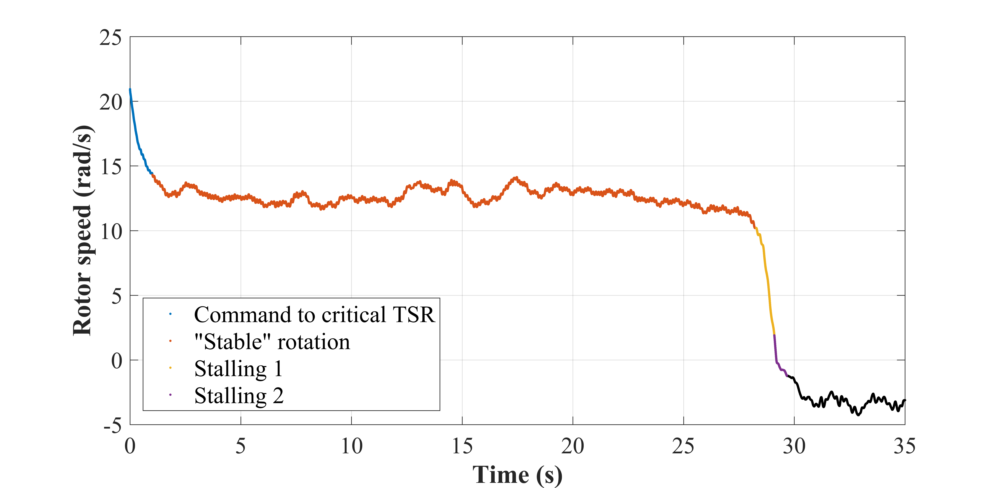 25
20
15
10
5
0
-5
Rotor speed (rad/s)
Command to critical TSR
"Stable" rotation
Stalling 1
Stalling 2
0 5 10 15 20 25 30 35
Time (s)